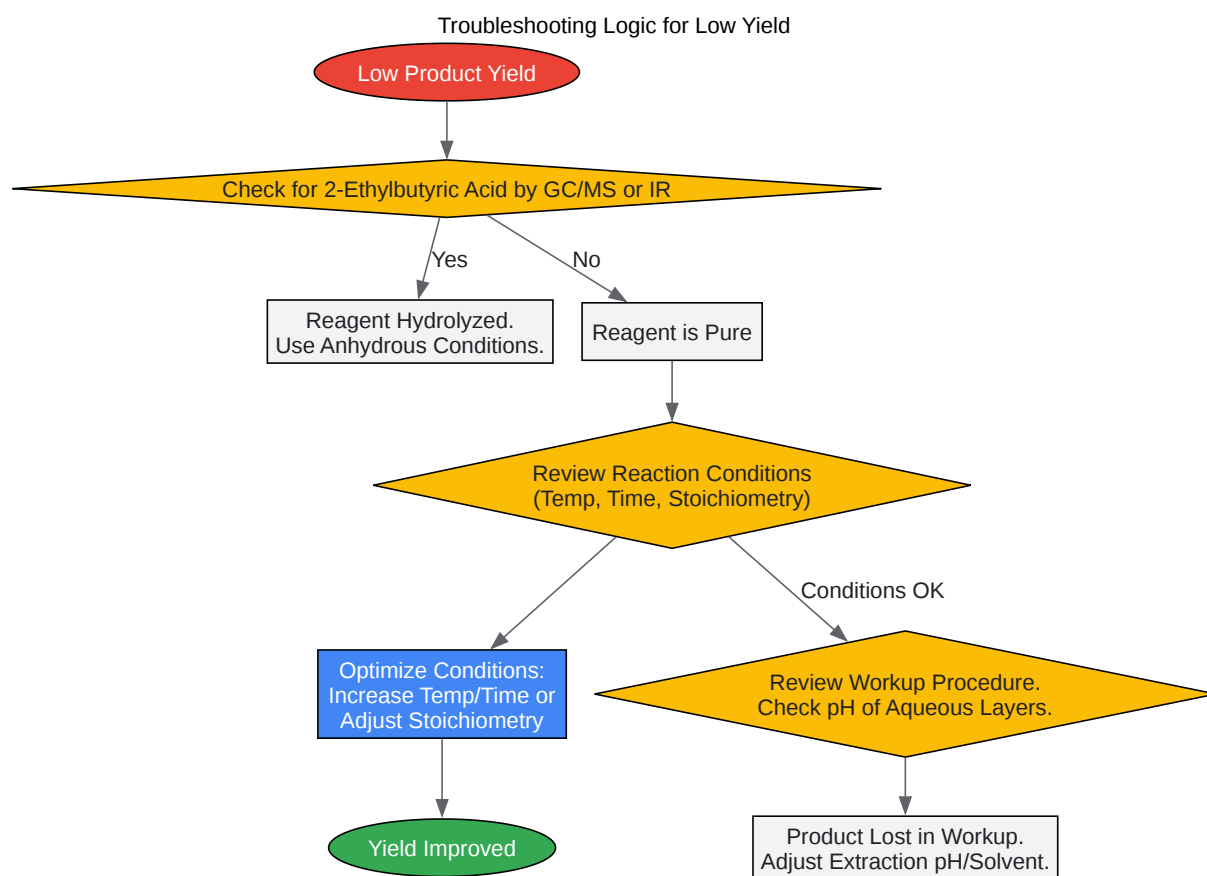 Troubleshooting Logic for Low Yield
Low Product Yield
Check for 2-Ethylbutyric Acid by GC/MS or IR
Yes
No
Reagent Hydrolyzed.
Use Anhydrous Conditions.
Reagent is Pure
Review Reaction Conditions
(Temp, Time, Stoichiometry)
Conditions OK
Optimize Conditions:
Increase Temp/Time or
Adjust Stoichiometry
Review Workup Procedure.
Check pH of Aqueous Layers.
Yield Improved
Product Lost in Workup.
Adjust Extraction pH/Solvent.